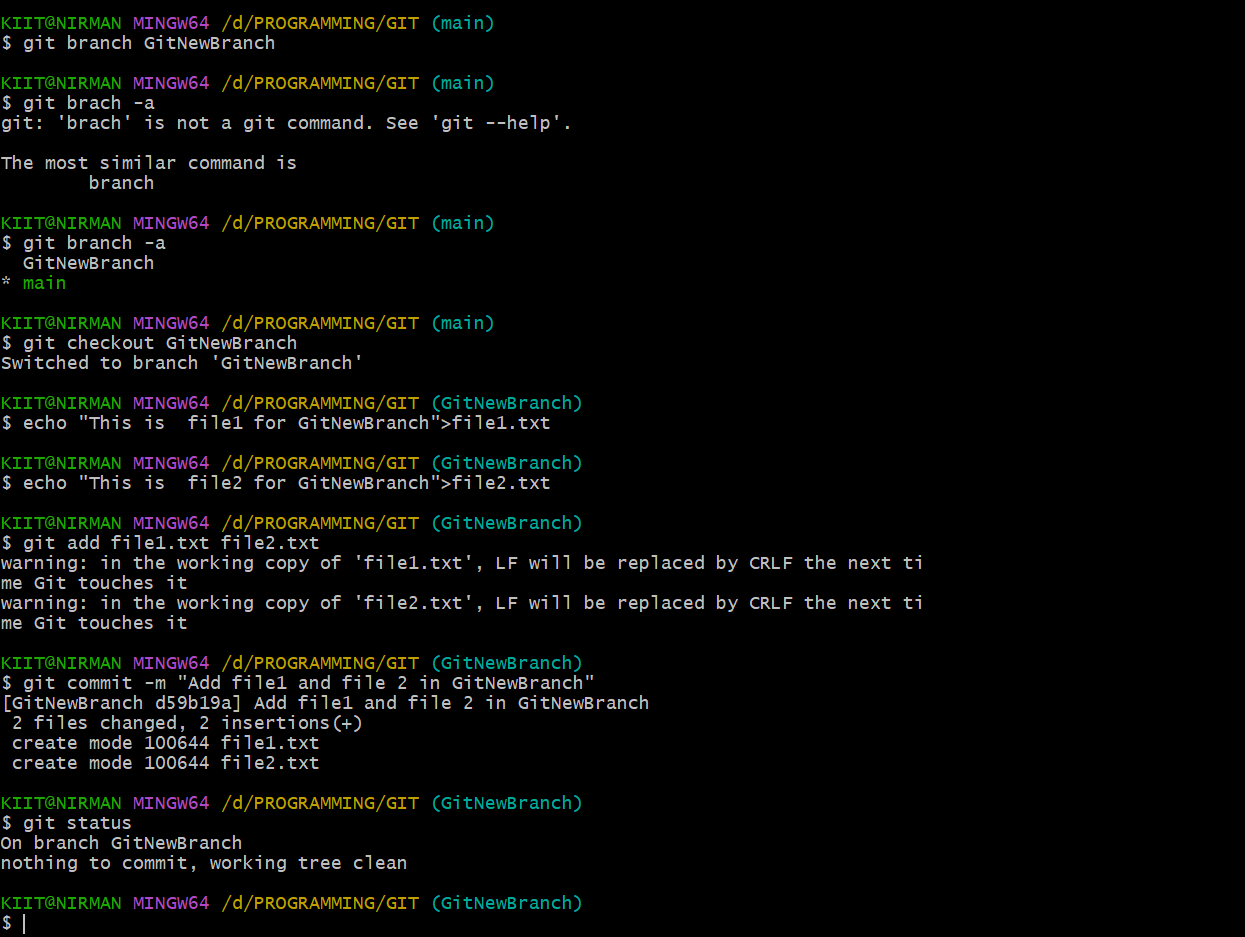 KIIT@NIRMAN MINGW64 /d/PROGRAMMING/GIT (main)
$ git branch GitNewBranch

KIIT@NIRMAN MINGW64 /d/PROGRAMMING/GIT (main)
$ git brach -a
git: 'brach' is not a git command. See 'git --help'.

The most similar command is
        branch

KIIT@NIRMAN MINGW64 /d/PROGRAMMING/GIT (main)
$ git branch -a
  GitNewBranch
* main

KIIT@NIRMAN MINGW64 /d/PROGRAMMING/GIT (main)
$ git checkout GitNewBranch
Switched to branch 'GitNewBranch'

KIIT@NIRMAN MINGW64 /d/PROGRAMMING/GIT (GitNewBranch)
$ echo "This is  file1 for GitNewBranch">file1.txt

KIIT@NIRMAN MINGW64 /d/PROGRAMMING/GIT (GitNewBranch)
$ echo "This is  file2 for GitNewBranch">file2.txt

KIIT@NIRMAN MINGW64 /d/PROGRAMMING/GIT (GitNewBranch)
$ git add file1.txt file2.txt
warning: in the working copy of 'file1.txt', LF will be replaced by CRLF the next ti
me Git touches it
warning: in the working copy of 'file2.txt', LF will be replaced by CRLF the next ti
me Git touches it

KIIT@NIRMAN MINGW64 /d/PROGRAMMING/GIT (GitNewBranch)
$ git commit -m "Add file1 and file 2 in GitNewBranch"
[GitNewBranch d59b19a] Add file1 and file 2 in GitNewBranch
 2 files changed, 2 insertions(+)
 create mode 100644 file1.txt
 create mode 100644 file2.txt

KIIT@NIRMAN MINGW64 /d/PROGRAMMING/GIT (GitNewBranch)
$ git status
On branch GitNewBranch
nothing to commit, working tree clean

KIIT@NIRMAN MINGW64 /d/PROGRAMMING/GIT (GitNewBranch)
$